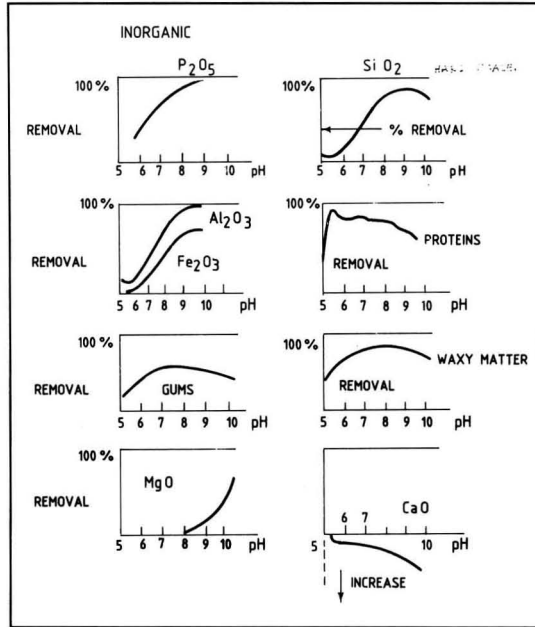 INORGANIC
P2O5
SiO2
100%
REMOVAL
5 6 7 8 9 10 pH
100%
% REMOVAL
5 6 7 8 9 10 pH
100%
REMOVAL
Al2O3
Fe2O3
5 6 7 8 9 10 pH
100%
PROTEINS
REMOVAL
5 6 7 8 9 10 pH
100%
REMOVAL
GUMS
5 6 7 8 9 10 pH
100%
WAXY MATTER
REMOVAL
5 6 7 8 9 10 pH
100%
REMOVAL
MgO
5 6 7 8 9 10 pH
CaO
5 6 7 10 pH
INCREASE